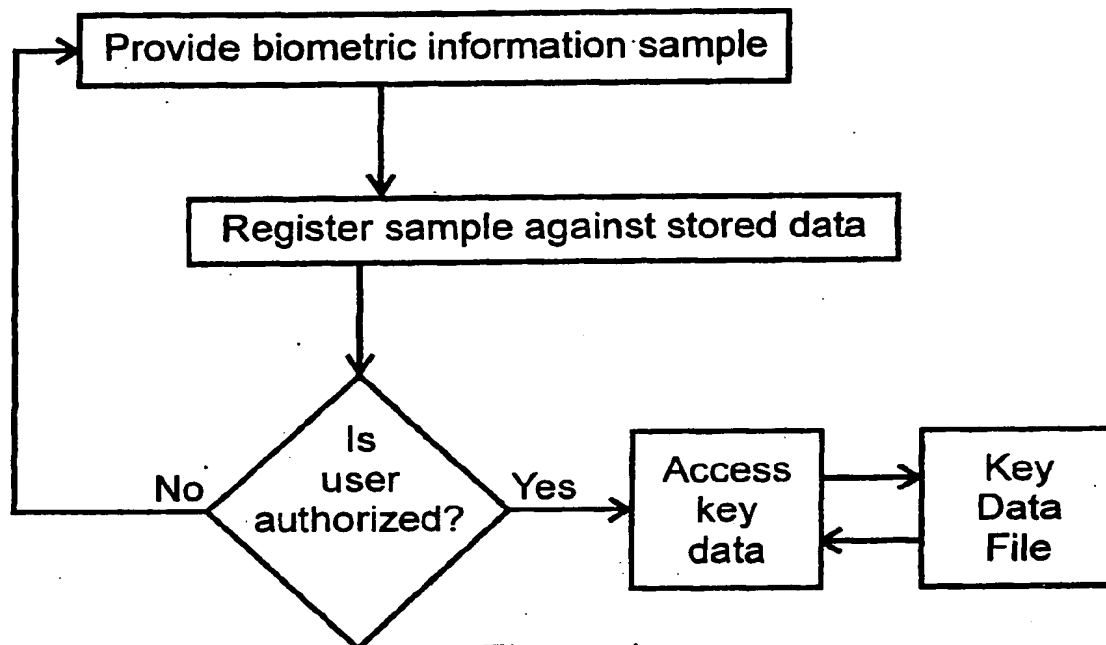 Provide biometric information sample
Register sample against stored data
Is
user
authorized?
No
Yes
Access
key
data
Key
Data
File